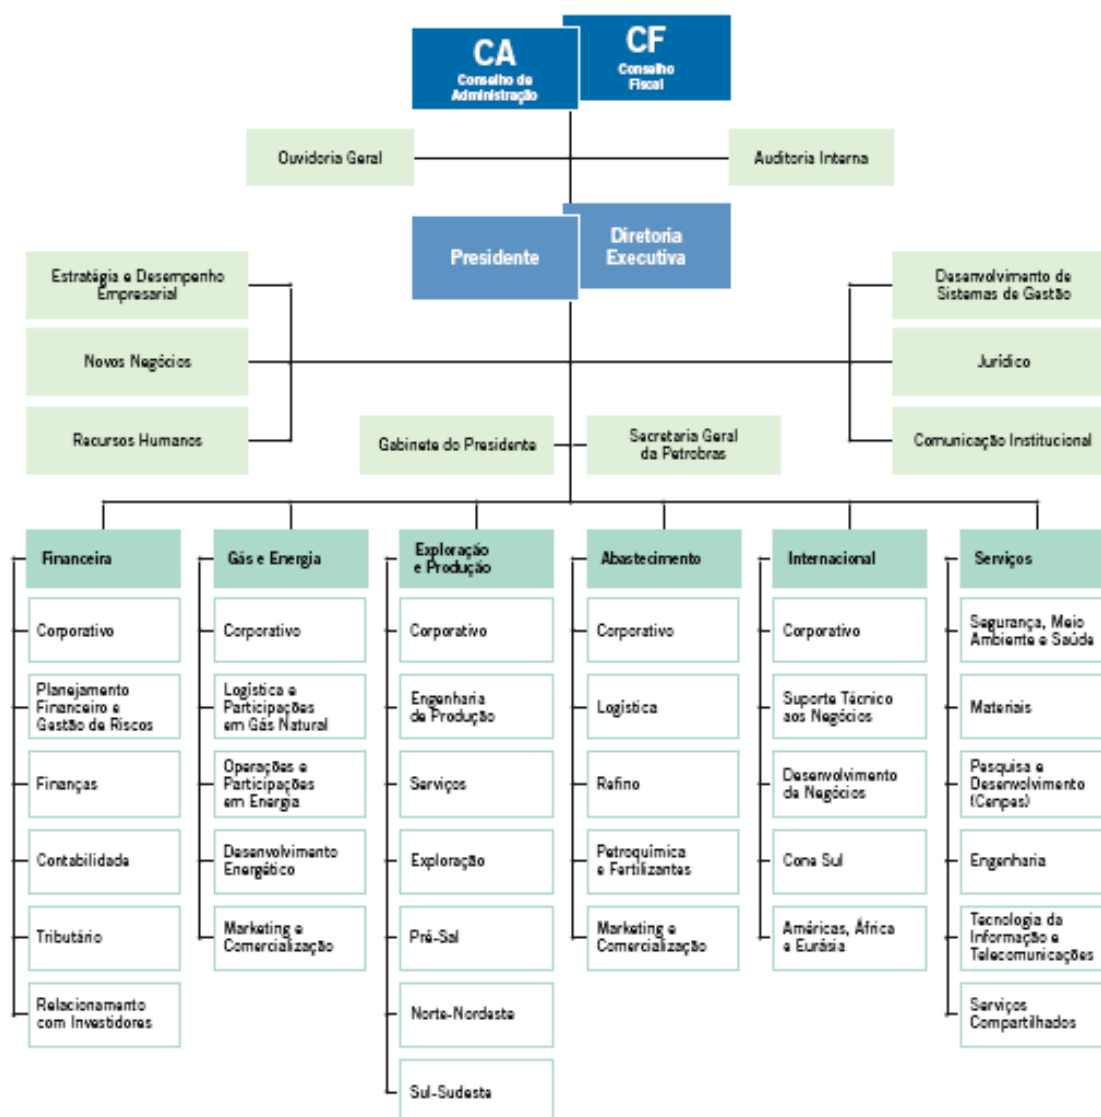 CA
Conselho de
Administração
CF
Conselho
Fiscal
Ouvidoria Geral
Auditoria Interna
Presidente
Diretoria
Executiva
Estratégia e Desempenho
Empresarial
Novos Negócios
Recursos Humanos
Desenvolvimento de
Sistemas de Gestão
Jurídico
Comunicação Institucional
Gabinete do Presidente
Secretaria Geral
da Petrobras
Financeira
Corporativo
Planejamento
Financeiro e
Gestão de Riscos
Finanças
Contabilidade
Tributário
Relacionamento
com Investidores
Gás e Energia
Corporativo
Logística e
Participações
em Gás Natural
Operações e
Participações
em Energia
Desenvolvimento
Energético
Marketing e
Comercialização
Exploração
e Produção
Corporativo
Engenharia
de Produção
Serviços
Exploração
Pré-Sal
Norte-Nordeste
Sul-Sudeste
Abastecimento
Corporativo
Logística
Refino
Petroquímica
e Fertilizantes
Marketing e
Comercialização
Internacional
Corporativo
Suporte Técnico
aos Negócios
Desenvolvimento
de Negócios
Cone Sul
Américas, África
e Eurásia
Serviços
Segurança, Meio
Ambiente e Saúde
Materiais
Pesquisa e
Desenvolvimento
(Cenpes)
Engenharia
Tecnologia da
Informação e
Telecomunicações
Serviços
Compartilhados